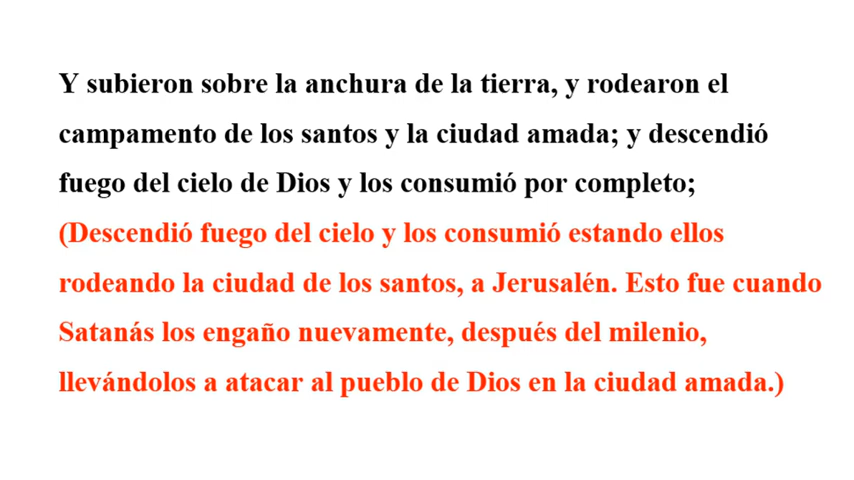 Y subieron sobre la anchura de la tierra, y rodearon el
campamento de los santos y la ciudad amada; y descendió
fuego del cielo de Dios y los consumió por completo;
(Descendió fuego del cielo y los consumió estando ellos
rodeando la ciudad de los santos, a Jerusalén. Esto fue cuando
Satanás los engaño nuevamente, después del milenio,
llevándolos a atacar al pueblo de Dios en la ciudad amada.)